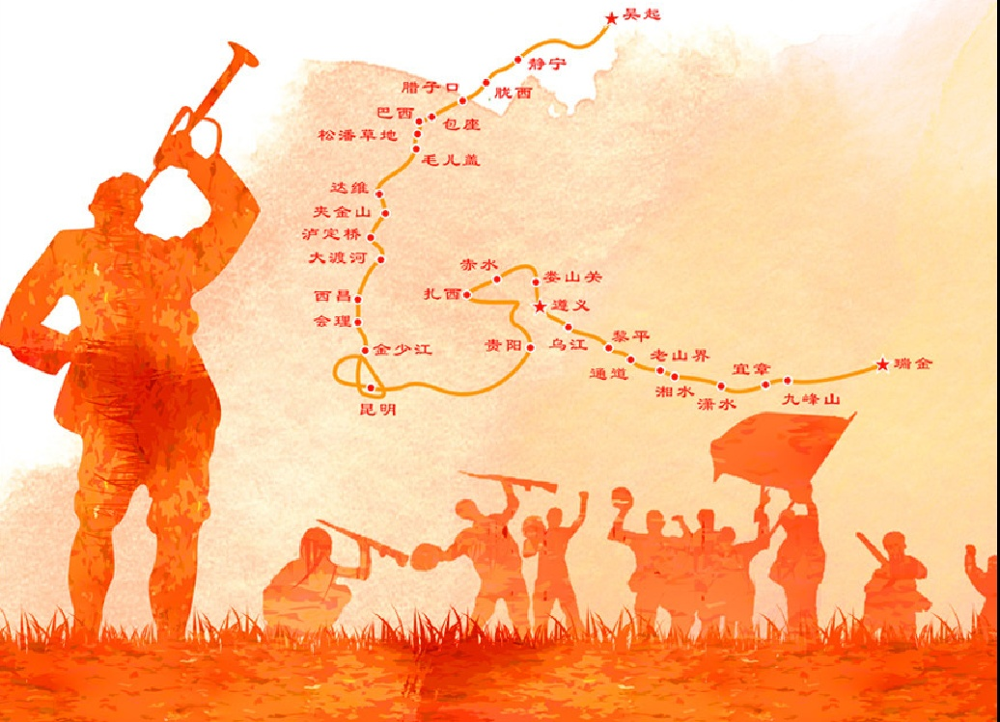 吴起
静宁
胧西
腊子口
巴西
包座
松潘草地
毛儿盖
达维
夹金山
泸定桥
大渡河
赤水
娄山关
扎西
西昌
遵义
会理
黎平
贵阳
乌江
金少江
老山界
瑞金
通道
宜章
湘水
九峰山
潇水
昆明